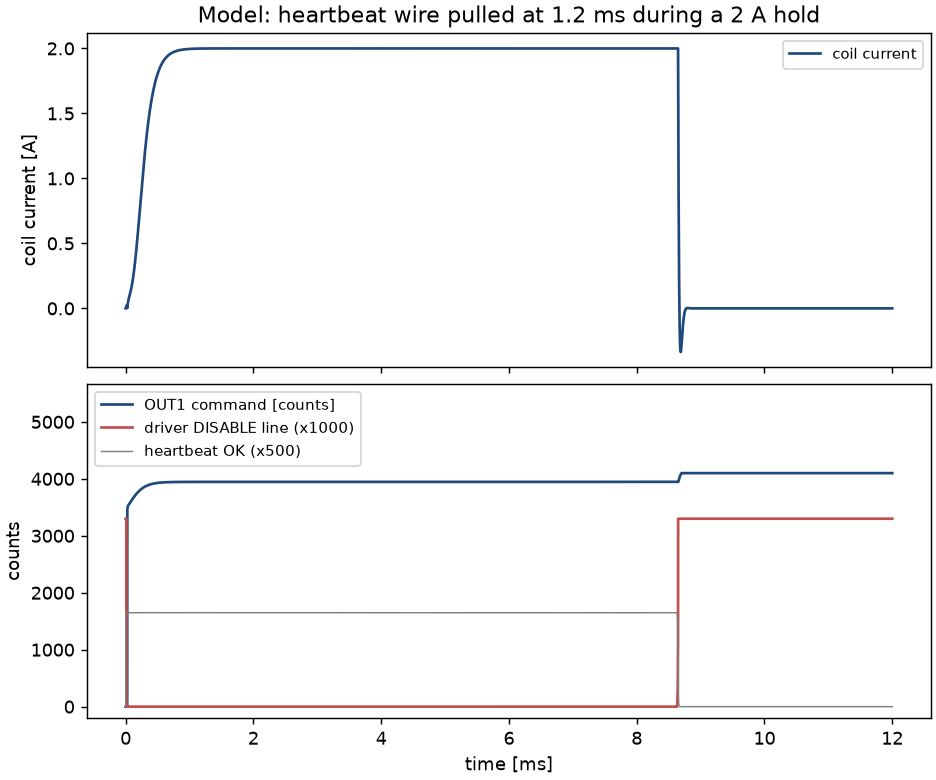 Model: heartbeat wire pulled at 1.2 ms during a 2 A hold
coil current [A]
2.0
1.5
1.0
0.5
0.0
coil current
counts
5000
4000
3000
2000
1000
0
OUT1 command [counts]
driver DISABLE line (x1000)
heartbeat OK (x500)
0 2 4 6 8 10 12
time [ms]